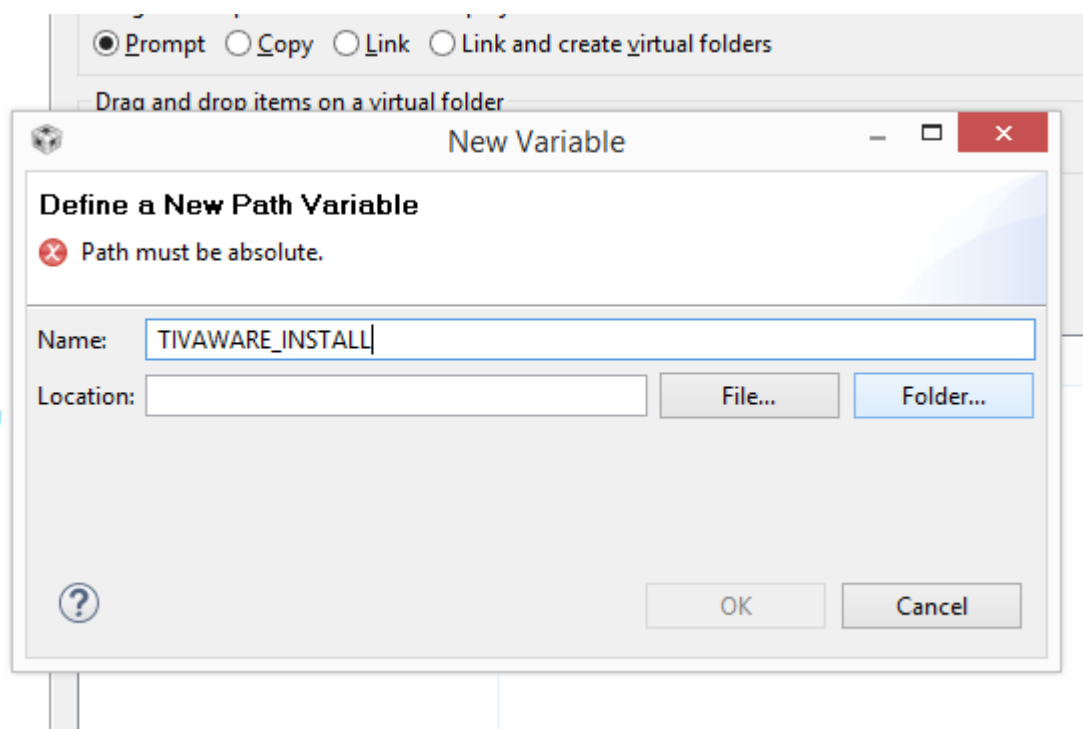 Prompt Copy Link Link and create virtual folders
Drag and drop items on a virtual folder
New Variable
Define a New Path Variable
Path must be absolute.
Name: TIVAWARE_INSTALL
Location: File... Folder...
OK Cancel